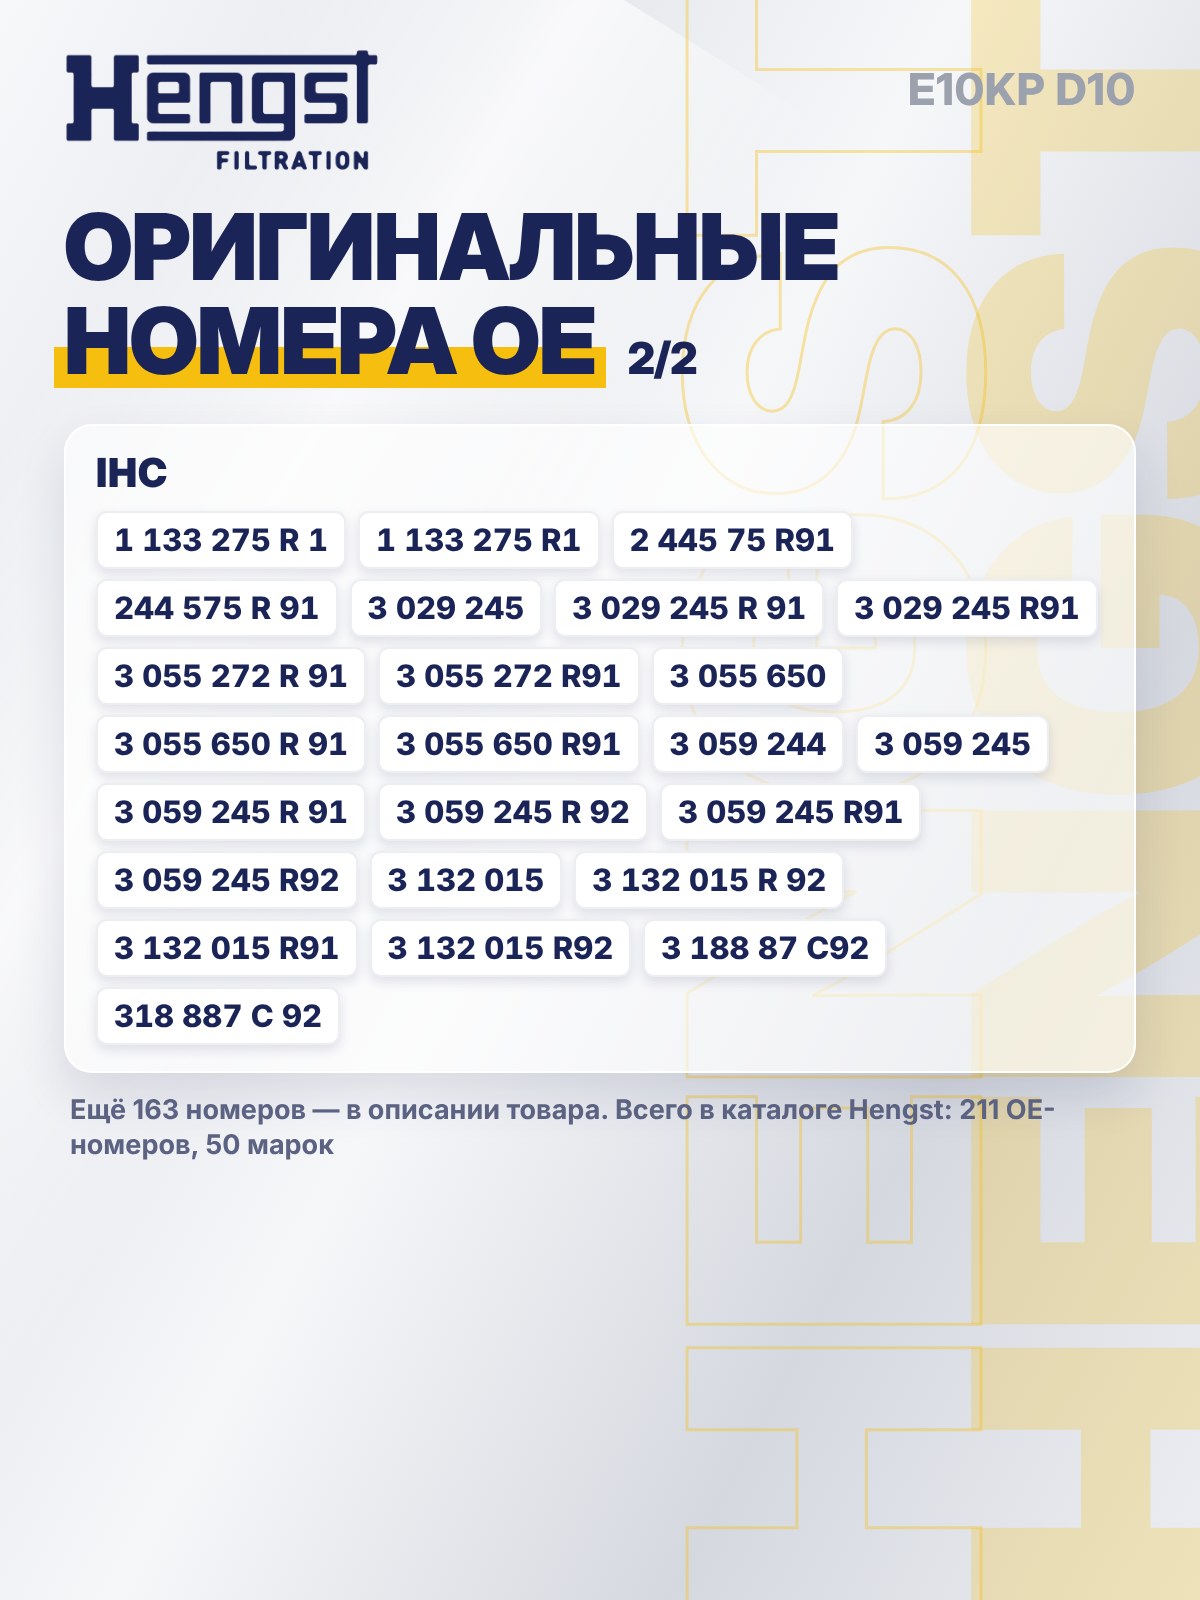 Hengst
FILTRATION
E10KP D10
ОРИГИНАЛЬНЫЕ
НОМЕРА OE 2/2
IHC
1 133 275 R 1 1 133 275 R1 2 445 75 R91
244 575 R 91 3 029 245 3 029 245 R 91 3 029 245 R91
3 055 272 R 91 3 055 272 R91 3 055 650
3 055 650 R 91 3 055 650 R91 3 059 244 3 059 245
3 059 245 R 91 3 059 245 R 92 3 059 245 R91
3 059 245 R92 3 132 015 3 132 015 R 92
3 132 015 R91 3 132 015 R92 3 188 87 C92
318 887 C 92
Ещё 163 номеров — в описании товара. Всего в каталоге Hengst: 211 OE-
номеров, 50 марок
HENGST
HENGST